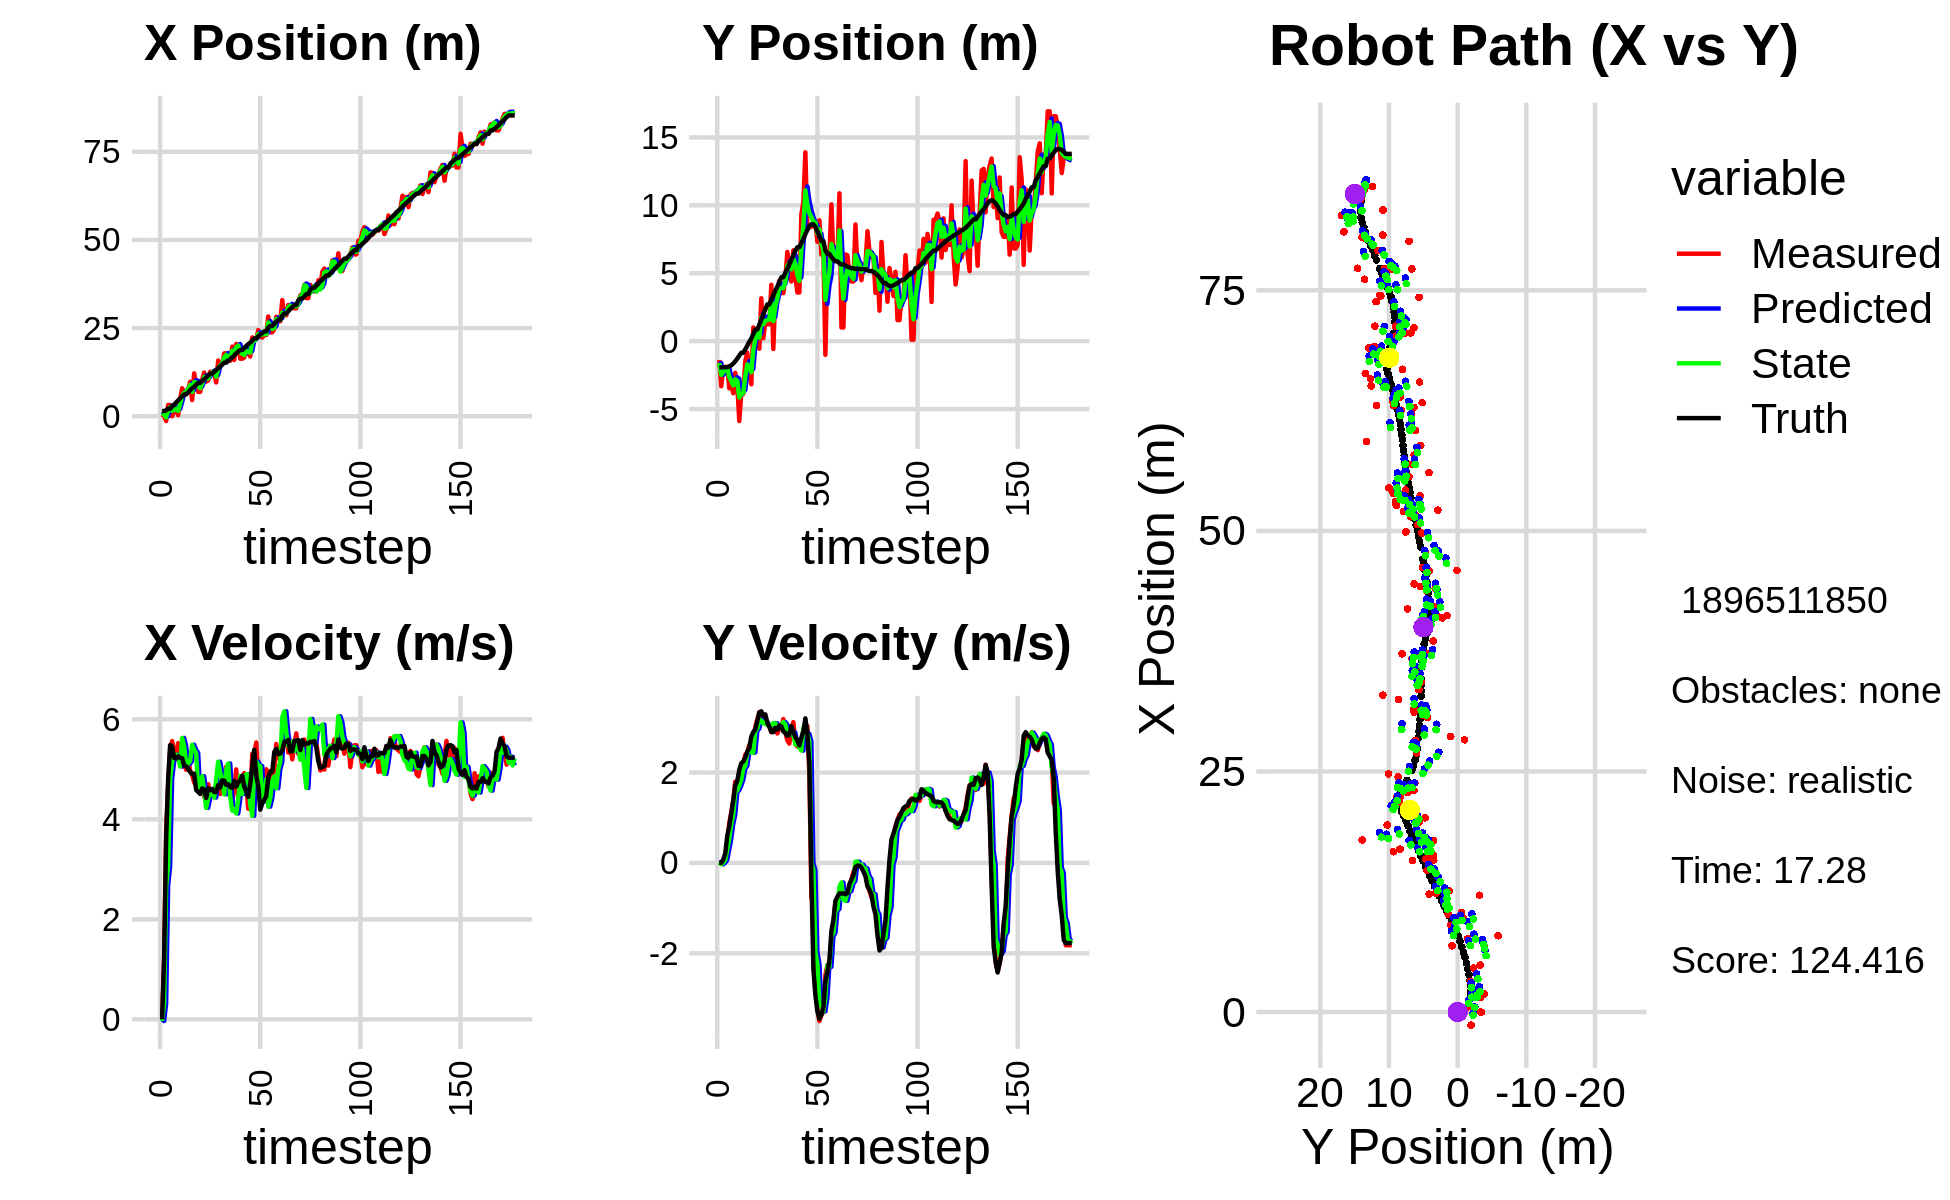 X Position (m)
75
50
25
0
0
50
100
150
timestep
Y Position (m)
15
10
5
0
-5
0
50
100
150
timestep
X Velocity (m/s)
6
4
2
0
0
50
100
150
timestep
Y Velocity (m/s)
2
0
-2
0
50
100
150
timestep
Robot Path (X vs Y)
X Position (m)
75
50
25
0
20 10 0 -10 -20
Y Position (m)
variable
Measured
Predicted
State
Truth
1896511850
Obstacles: none
Noise: realistic
Time: 17.28
Score: 124.416